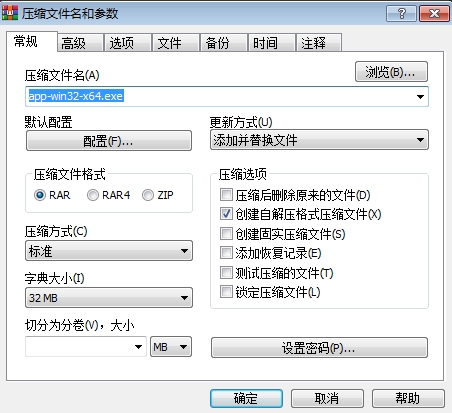 压缩文件名和参数
常规 高级 选项 文件 备份 时间 注释
压缩文件名(A)
浏览(B)...
app-win32-x64.exe
默认配置
配置(F)...
更新方式(U)
添加并替换文件
压缩文件格式
RAR RAR4 ZIP
压缩选项
压缩后删除原来的文件(D)
创建自解压格式压缩文件(X)
创建固实压缩文件(S)
添加恢复记录(E)
测试压缩的文件(T)
锁定压缩文件(L)
压缩方式(C)
标准
字典大小(I)
32 MB
切分为分卷(V)，大小
MB
设置密码(P)...
确定 取消 帮助